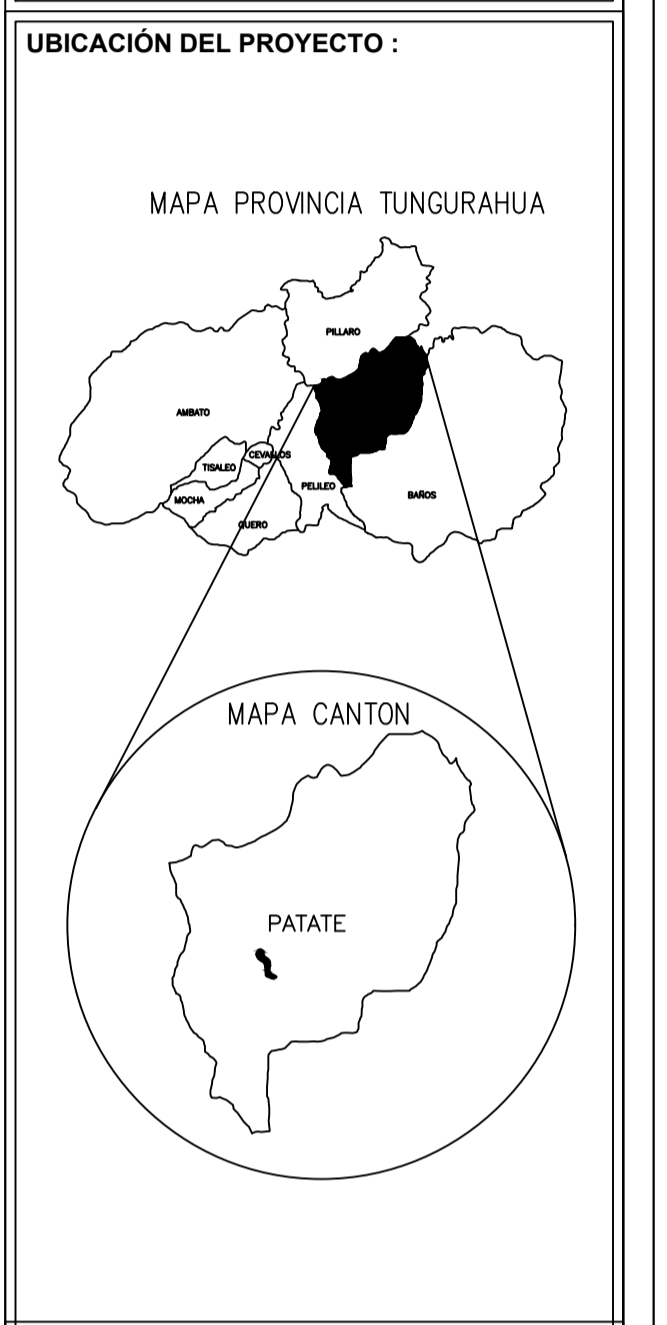 UBICACIÓN DEL PROYECTO :
MAPA PROVINCIA TUNGURAHUA
PILLARO
AMBATO
CEVALLOS
TISALEO
PELILEO
BAÑOS
MOCHA
QUERO
MAPA CANTON
PATATE